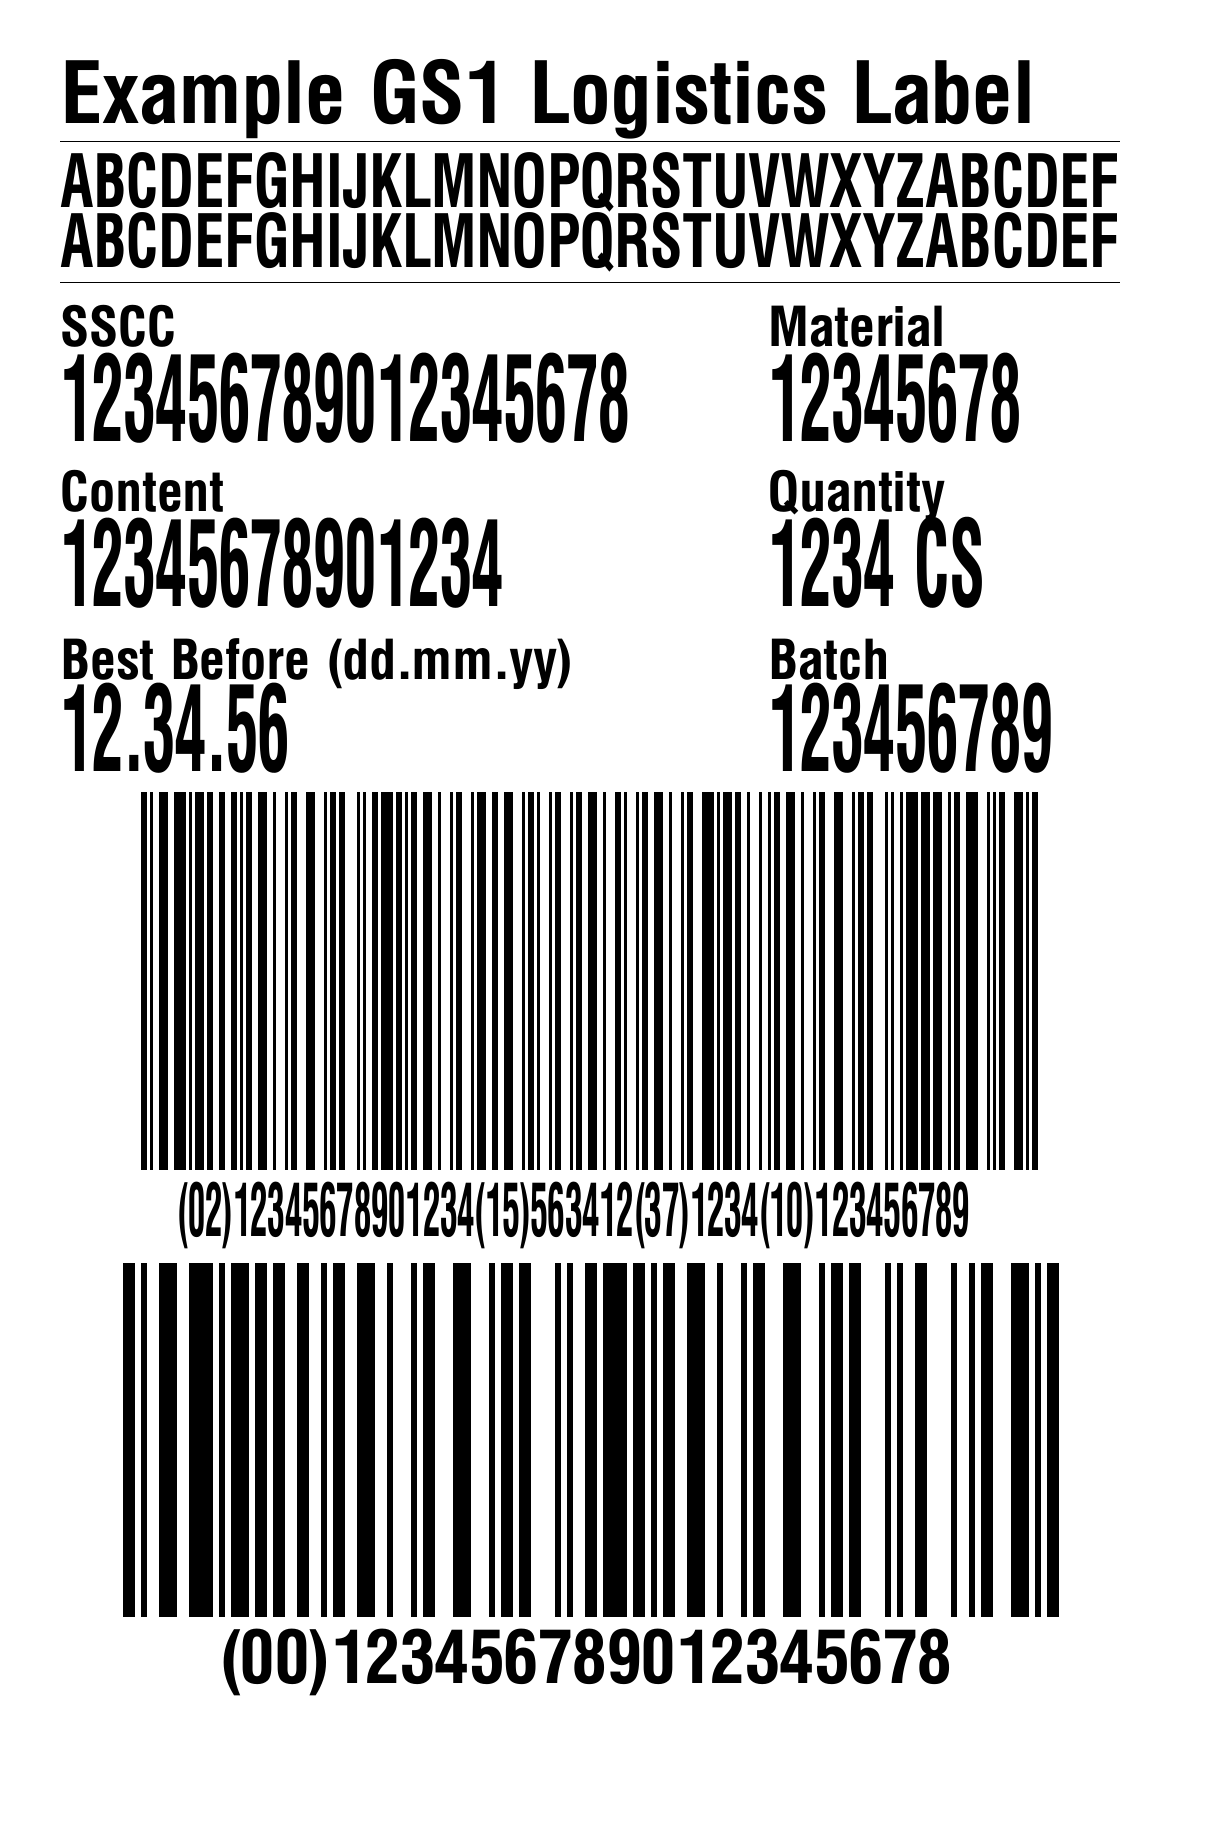 Example GS1 Logistics Label
ABCDEFGHIJKLMNOPQRSTUVWXYZABCDEF
ABCDEFGHIJKLMNOPQRSTUVWXYZABCDEF
SSCC Material
123456789012345678 12345678
Content Quantity
12345678901234 1234 CS
Best Before (dd.mm.yy) Batch
12.34.56 123456789
(02)12345678901234(15)563412(37)1234(10)123456789
(00)123456789012345678